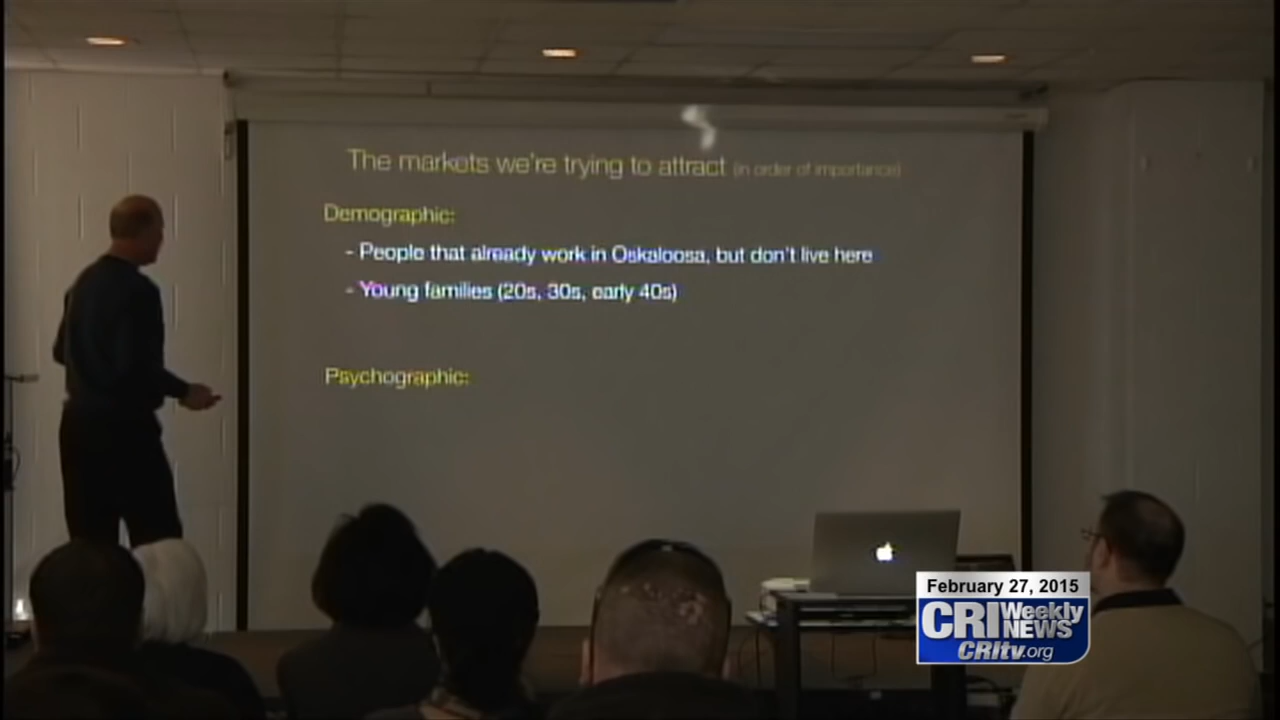 The markets we're trying to attract (in order of importance)
Demographic:
- People that already work in Oskaloosa, but don't live here
- Young families (20s, 30s, early 40s)
Psychographic:
February 27, 2015
CRI Weekly NEWS
CRItv.org